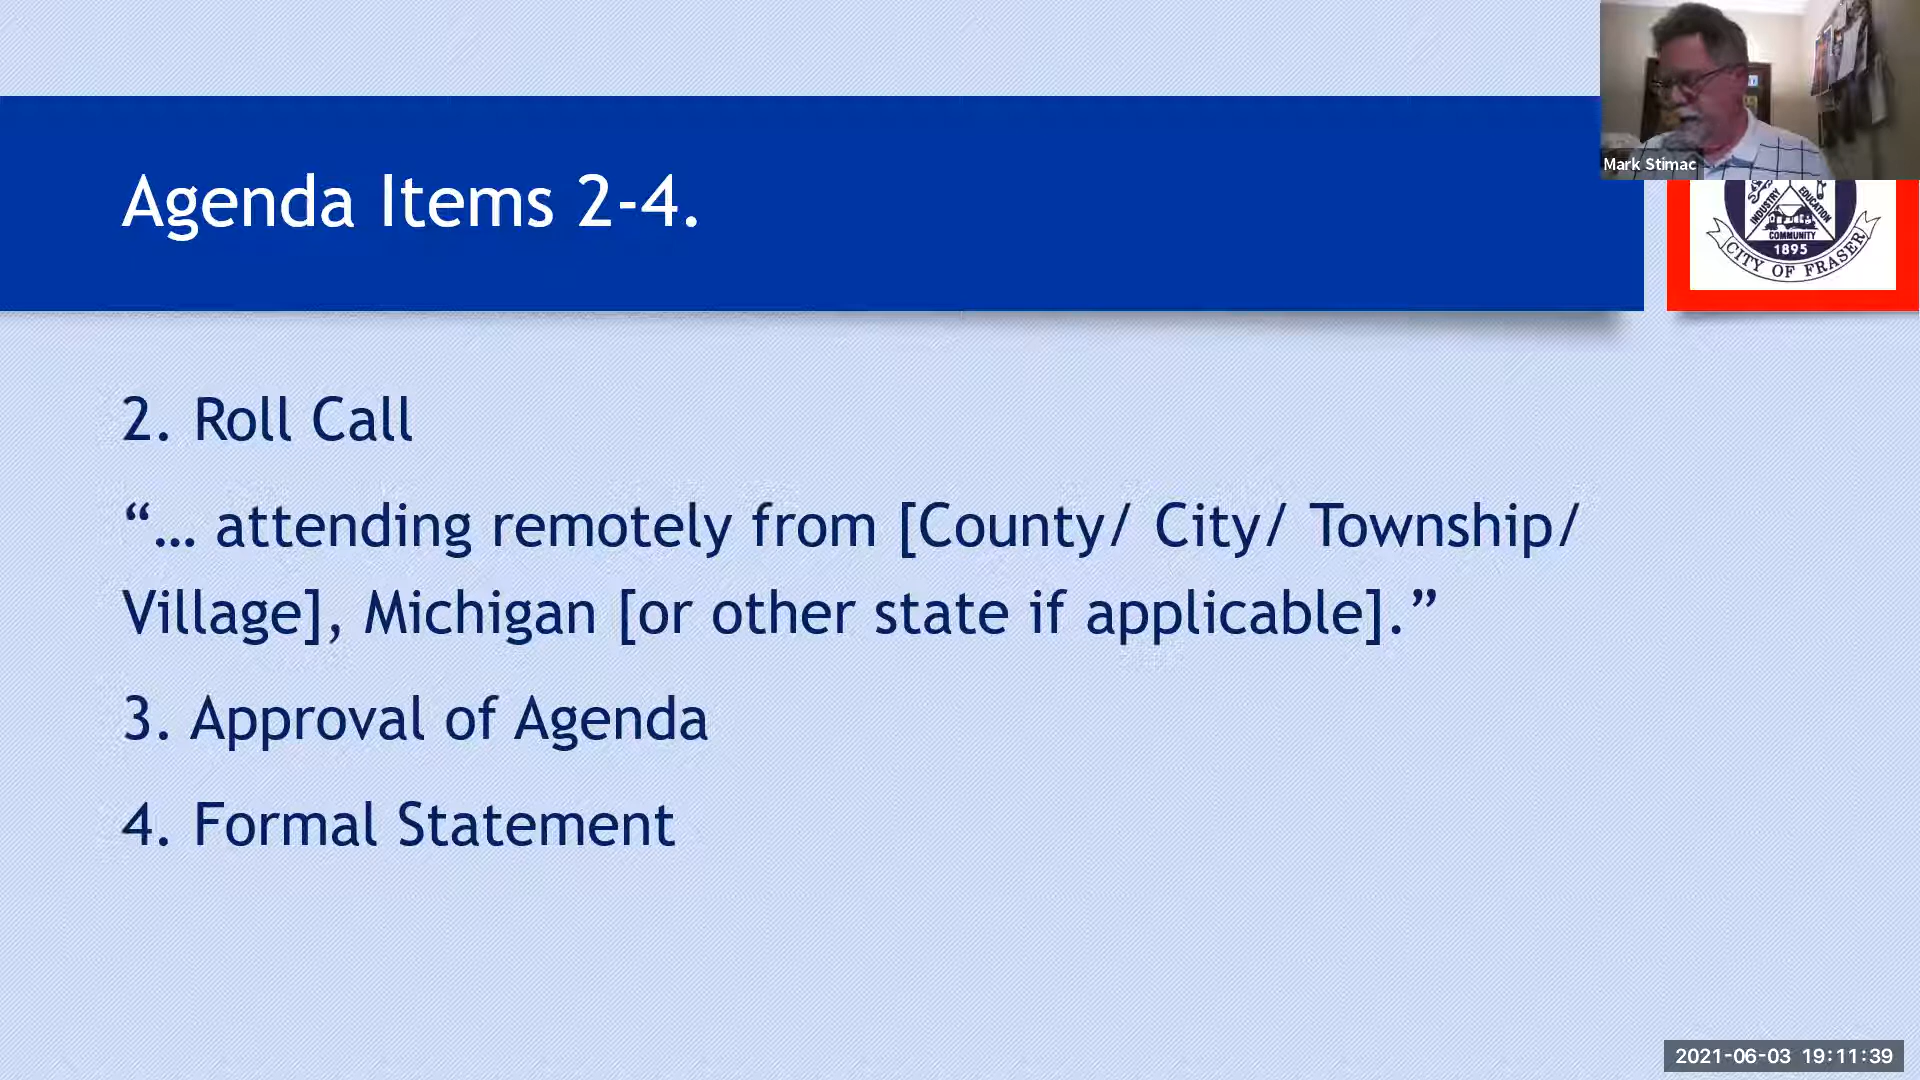 Agenda Items 2-4.
Mark Stimac
INDUSTRY
EDUCATION
COMMUNITY
1895
CITY OF FRASER
2. Roll Call
“… attending remotely from [County/ City/ Township/
Village], Michigan [or other state if applicable].”
3. Approval of Agenda
4. Formal Statement
2021-06-03 19:11:39